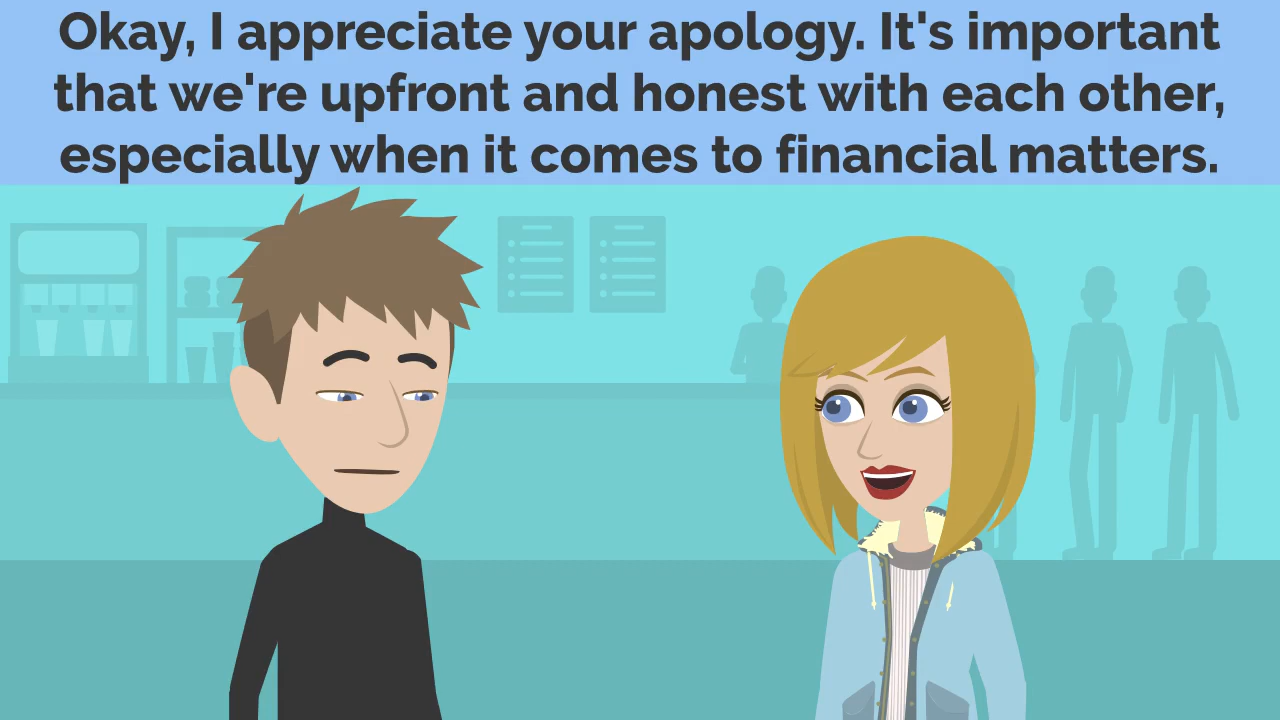 Okay, I appreciate your apology. It's important
that we're upfront and honest with each other,
especially when it comes to financial matters.